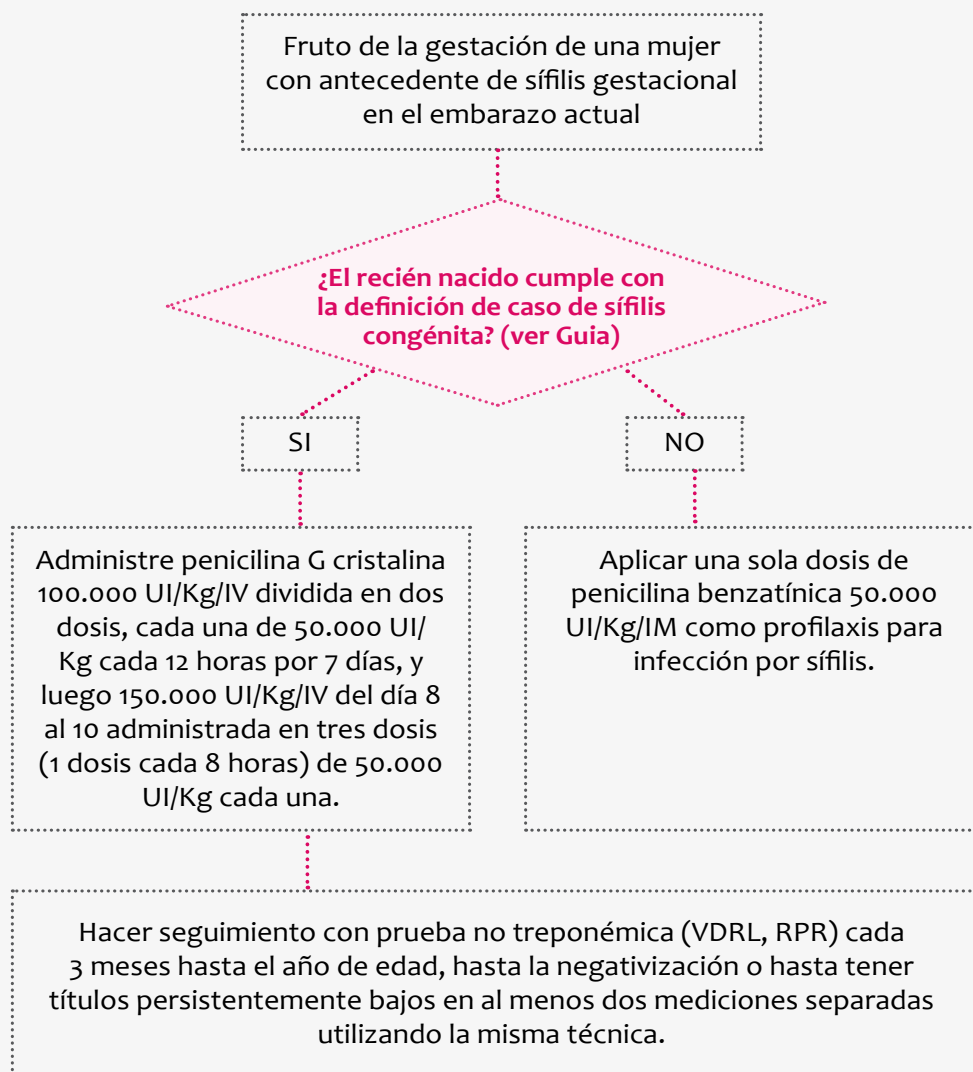 Fruto de la gestación de una mujer
con antecedente de sífilis gestacional
en el embarazo actual
¿El recién nacido cumple con
la definición de caso de sífilis
congénita? (ver Guia)
SI
NO
Administre penicilina G cristalina
100.000 UI/Kg/IV dividida en dos
dosis, cada una de 50.000 UI/
Kg cada 12 horas por 7 días, y
luego 150.000 UI/Kg/IV del día 8
al 10 administrada en tres dosis
(1 dosis cada 8 horas) de 50.000
UI/Kg cada una.
Aplicar una sola dosis de
penicilina benzatínica 50.000
UI/Kg/IM como profilaxis para
infección por sífilis.
Hacer seguimiento con prueba no treponémica (VDRL, RPR) cada
3 meses hasta el año de edad, hasta la negativización o hasta tener
títulos persistentemente bajos en al menos dos mediciones separadas
utilizando la misma técnica.